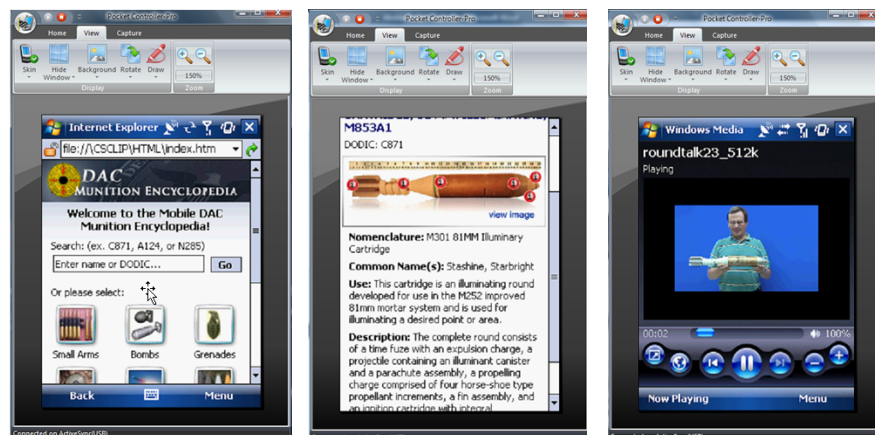 Pocket Controller-Pro
Home View Capture
Skin
Hide Window
Background
Rotate
Draw
150%
Display
Zoom
Internet Explorer
file://\CSCLIP\HTML\index.htm
DAC
MUNITION ENCYCLOPEDIA
Welcome to the Mobile DAC
Munition Encyclopedia!
Search: (ex. C871, A124, or N285)
Enter name or DODIC...
Go
Or please select:
Small Arms
Bombs
Grenades
Back
Menu
Connected on ActiveSync(USB)
Pocket Controller-Pro
Home View Capture
Skin
Hide Window
Background
Rotate
Draw
150%
Display
Zoom
M853A1
DODIC: C871
view image
Nomenclature: M301 81MM Illuminary
Cartridge
Common Name(s): Stashine, Starbright
Use: This cartridge is an illuminating round
developed for use in the M252 improved
81mm mortar system and is used for
illuminating a desired point or area.
Description: The complete round consists
of a time fuze with an expulsion charge, a
projectile containing an illuminant canister
and a parachute assembly, a propelling
charge comprised of four horse-shoe type
propellant increments, a fin assembly, and
an ignition cartridge with integral
Pocket Controller-Pro
Home View Capture
Skin
Hide Window
Background
Rotate
Draw
150%
Display
Zoom
Windows Media
roundtalk23_512k
Playing
00:02
100%
Now Playing
Menu